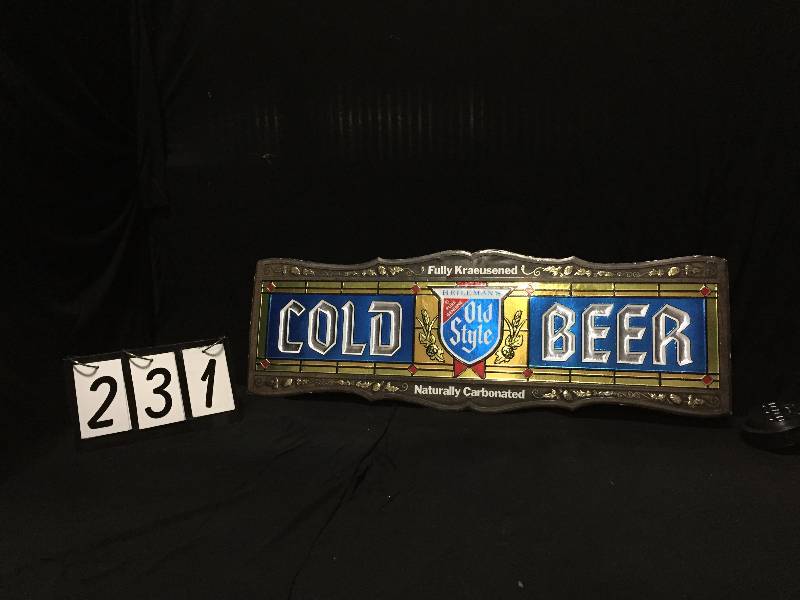 Fully Kraeusened
HEILEMAN'S
COLD Old Style BEER
Naturally Carbonated
231